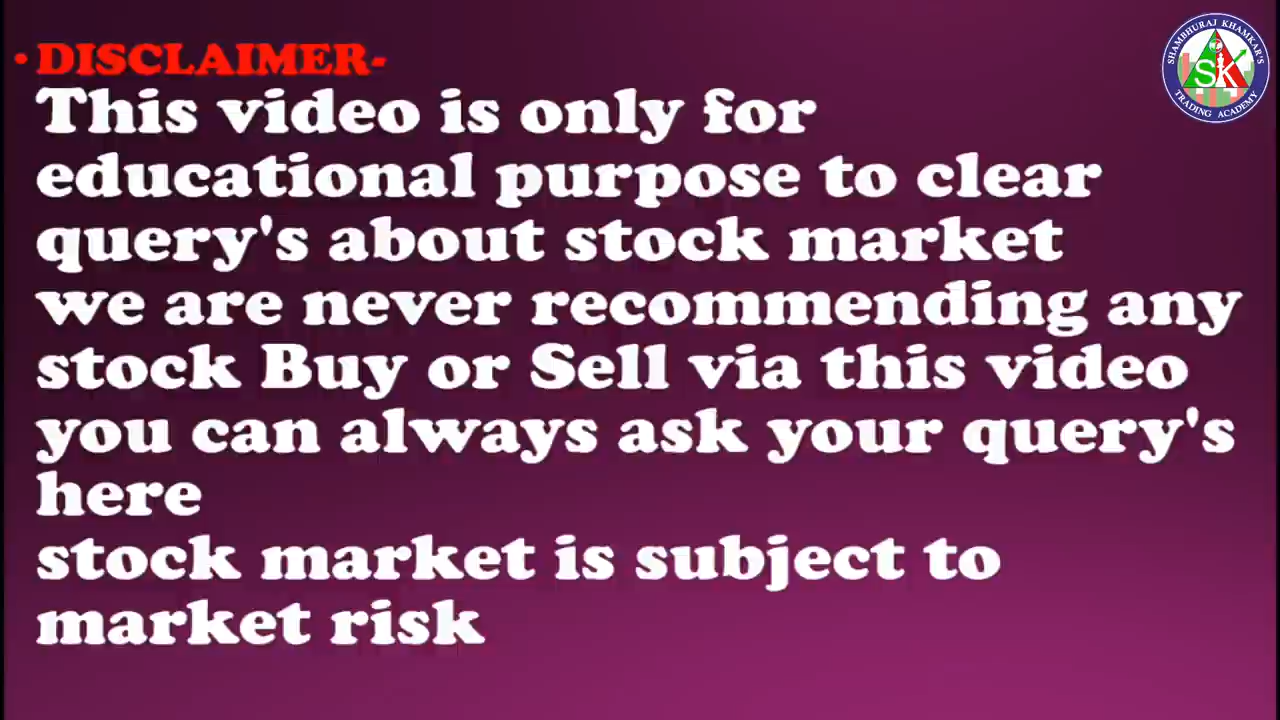 • DISCLAIMER-
This video is only for
educational purpose to clear
query's about stock market
we are never recommending any
stock Buy or Sell via this video
you can always ask your query's
here
stock market is subject to
market risk
SHAMBHURAJ KHAMKAR'S
SK
TRADING ACADEMY